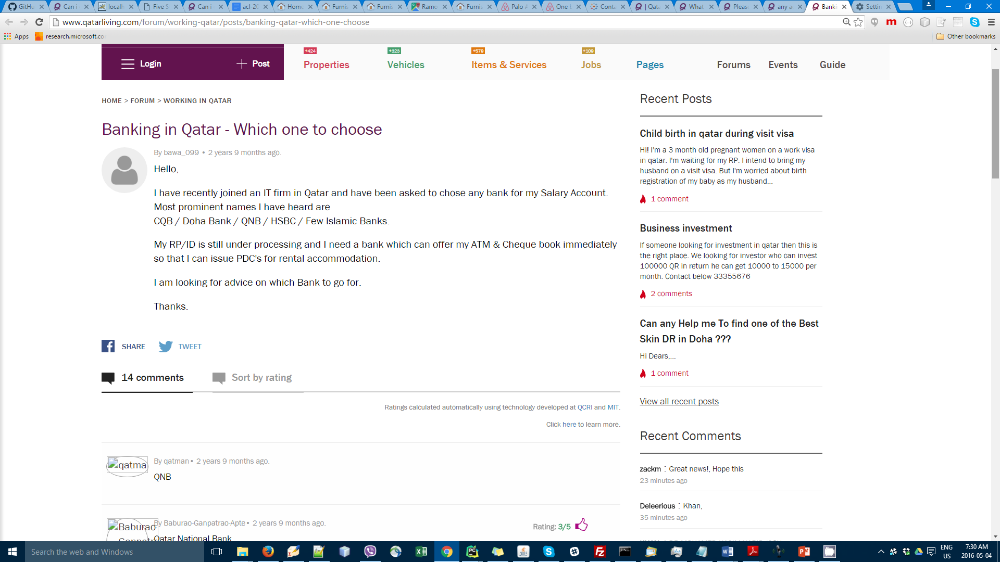 GitHu
Can i
localh
Five S
Can i
acl-20
Home
Furnis
Furnis
Ramo
Furnis
Palo A
One b
Conta
| Qata
What
Please
any a
Banki
Settin
www.qatarliving.com/forum/working-qatar/posts/banking-qatar-which-one-choose
Apps
research.microsoft.co
Other bookmarks
Login
Post
+424
Properties
+323
Vehicles
+579
Items & Services
+109
Jobs
Pages
Forums
Events
Guide
HOME > FORUM > WORKING IN QATAR
Banking in Qatar - Which one to choose
By bawa_099 • 2 years 9 months ago.
Hello,
I have recently joined an IT firm in Qatar and have been asked to chose any bank for my Salary Account.
Most prominent names I have heard are
CQB / Doha Bank / QNB / HSBC / Few Islamic Banks.
My RP/ID is still under processing and I need a bank which can offer my ATM & Cheque book immediately
so that I can issue PDC's for rental accommodation.
I am looking for advice on which Bank to go for.
Thanks.
SHARE
TWEET
14 comments
Sort by rating
Ratings calculated automatically using technology developed at QCRI and MIT.
Click here to learn more.
qatma
By qatman• 2 years 9 months ago.
QNB
Baburao-
Ganpatra
By Baburao-Ganpatrao-Apte• 2 years 9 months ago.
Rating: 3/5
Qatar National Bank
Recent Posts
Child birth in qatar during visit visa
Hi! I'm a 3 month old pregnant women on a work visa
in qatar. I'm waiting for my RP. I intend to bring my
husband on a visit visa. But I'm worried about birth
registration of my baby as my husband...
1 comment
Business investment
If someone looking for investment in qatar then this is
the right place. We looking for investor who can invest
100000 QR in return he can get 10000 to 15000 per
month. Contact below 33355676
2 comments
Can any Help me To find one of the Best
Skin DR in Doha ???
Hi Dears,...
1 comment
View all recent posts
Recent Comments
zackm : Great news!, Hope this
23 minutes ago
Deleerious : Khan,
35 minutes ago
Search the web and Windows
ENG
US
7:30 AM
2016-05-04